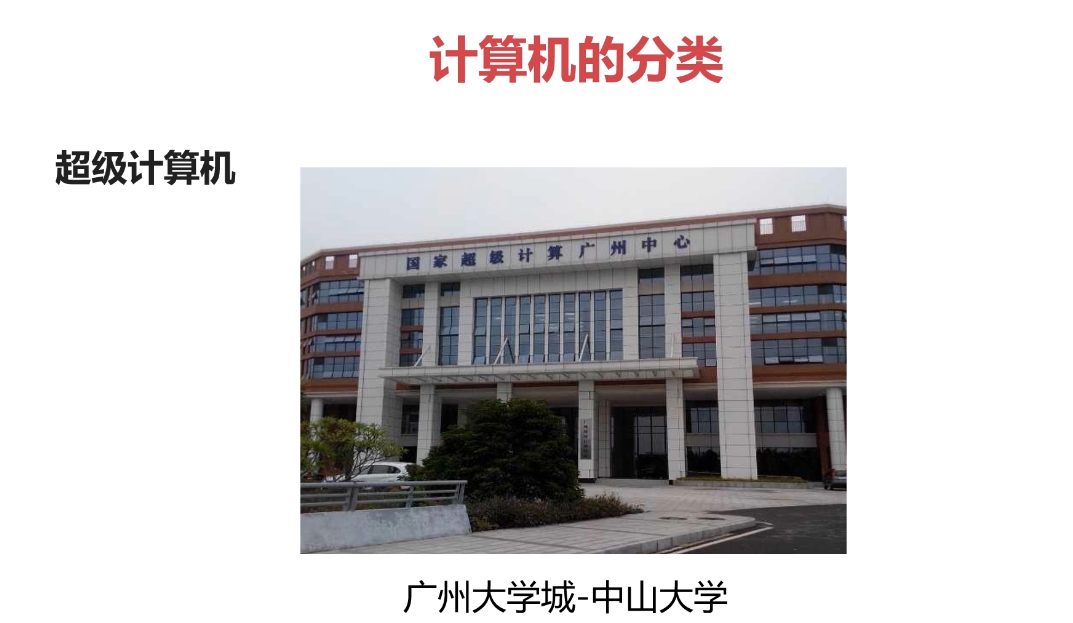 计算机的分类
超级计算机
国家超级计算广州中心
广州大学城-中山大学